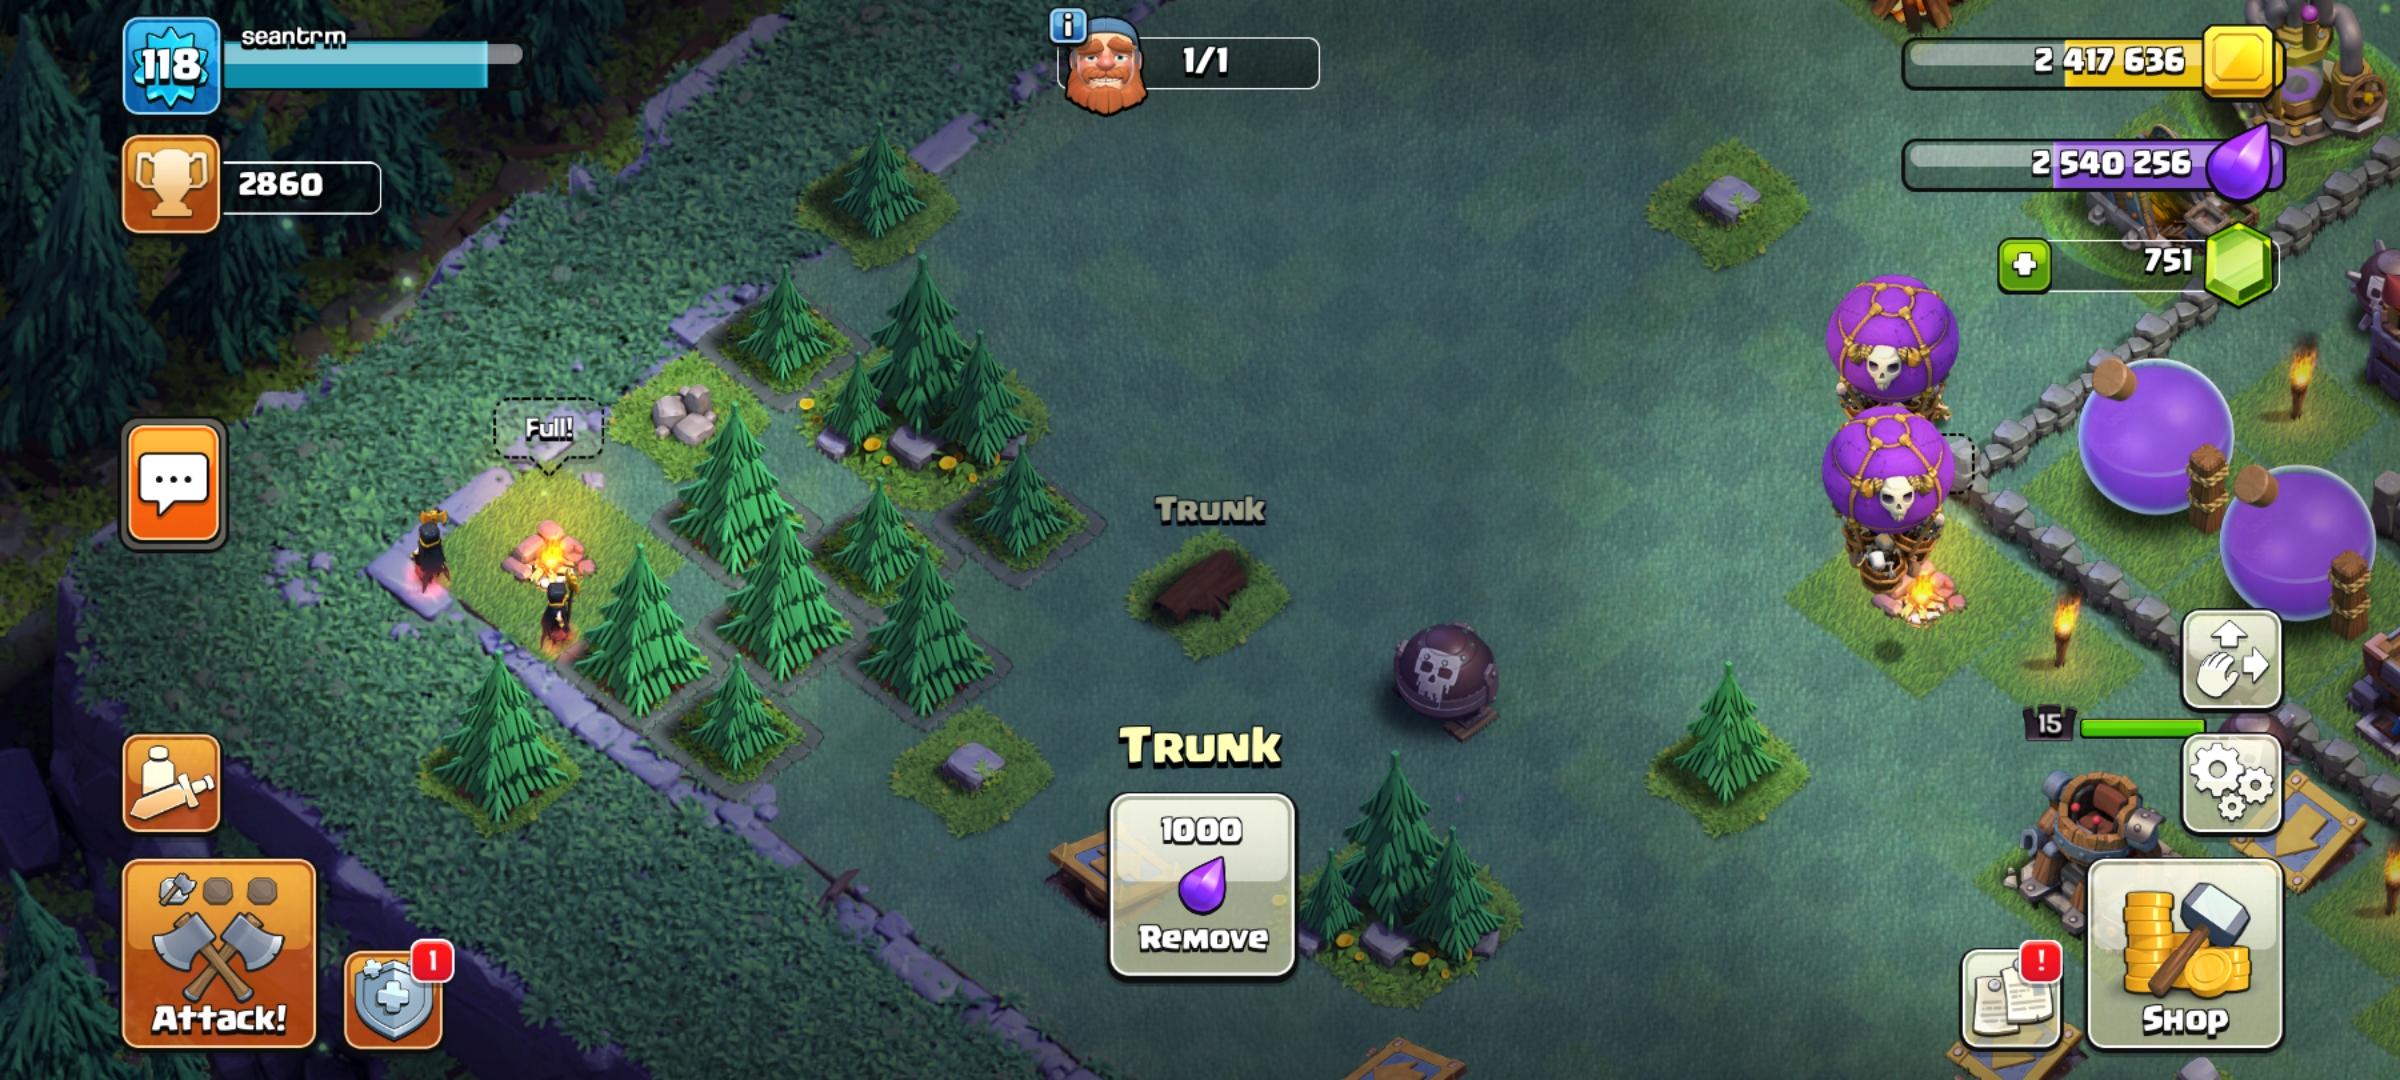 118
seantrm
1/1
2 417 636
2860
2 540 256
751
Full!
Trunk
15
Trunk
1000
Remove
Attack!
1
!
Shop